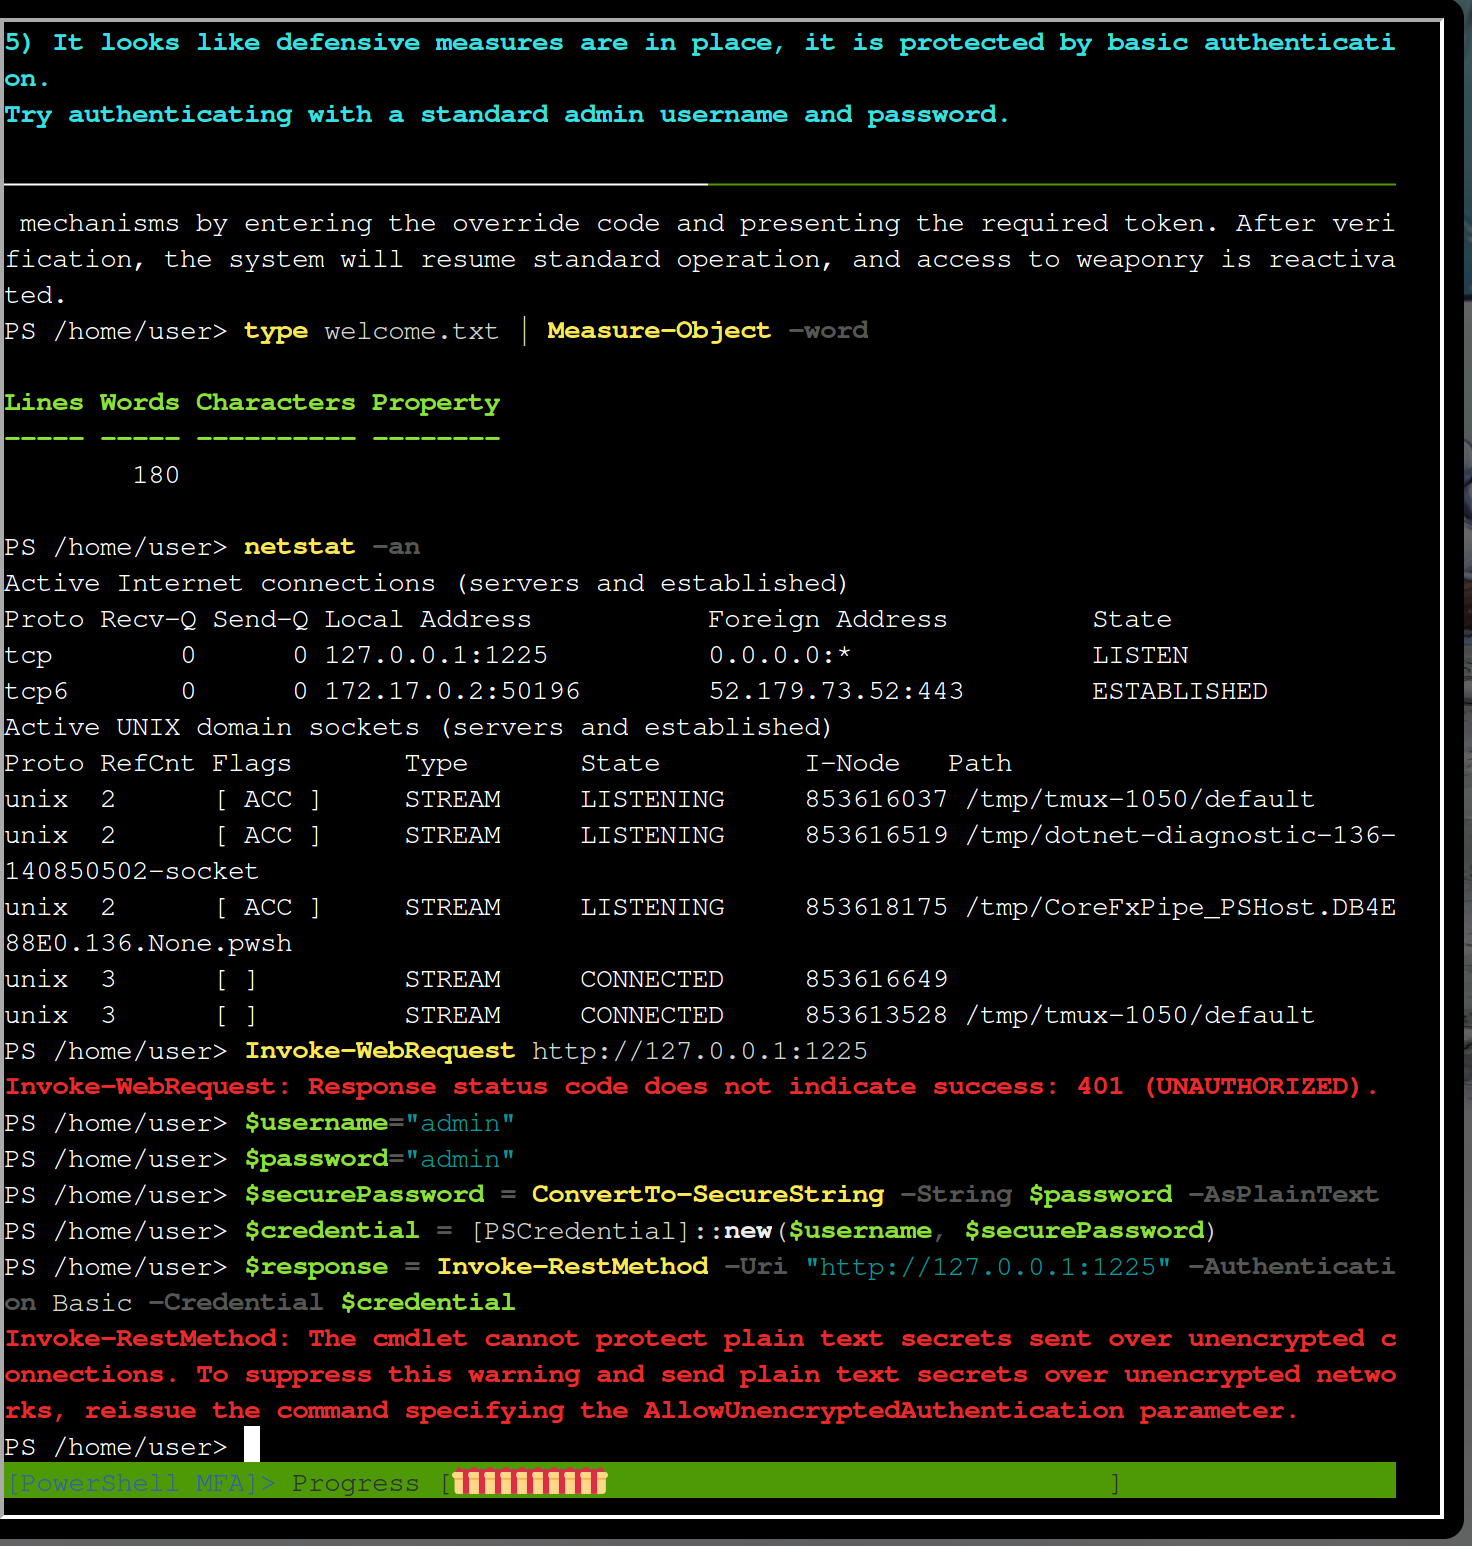 5) It looks like defensive measures are in place, it is protected by basic authenticati
on.
Try authenticating with a standard admin username and password.
 mechanisms by entering the override code and presenting the required token. After veri
fication, the system will resume standard operation, and access to weaponry is reactiva
ted.
PS /home/user> type welcome.txt | Measure-Object -word
Lines Words Characters Property
----- ----- ---------- --------
        180
PS /home/user> netstat -an
Active Internet connections (servers and established)
Proto Recv-Q Send-Q Local Address           Foreign Address         State
tcp        0      0 127.0.0.1:1225          0.0.0.0:*               LISTEN
tcp6       0      0 172.17.0.2:50196        52.179.73.52:443        ESTABLISHED
Active UNIX domain sockets (servers and established)
Proto RefCnt Flags       Type       State         I-Node   Path
unix  2      [ ACC ]     STREAM     LISTENING     853616037 /tmp/tmux-1050/default
unix  2      [ ACC ]     STREAM     LISTENING     853616519 /tmp/dotnet-diagnostic-136-
140850502-socket
unix  2      [ ACC ]     STREAM     LISTENING     853618175 /tmp/CoreFxPipe_PSHost.DB4E
88E0.136.None.pwsh
unix  3      [ ]         STREAM     CONNECTED     853616649
unix  3      [ ]         STREAM     CONNECTED     853613528 /tmp/tmux-1050/default
PS /home/user> Invoke-WebRequest http://127.0.0.1:1225
Invoke-WebRequest: Response status code does not indicate success: 401 (UNAUTHORIZED).
PS /home/user> $username="admin"
PS /home/user> $password="admin"
PS /home/user> $securePassword = ConvertTo-SecureString -String $password -AsPlainText
PS /home/user> $credential = [PSCredential]::new($username, $securePassword)
PS /home/user> $response = Invoke-RestMethod -Uri "http://127.0.0.1:1225" -Authenticati
on Basic -Credential $credential
Invoke-RestMethod: The cmdlet cannot protect plain text secrets sent over unencrypted c
onnections. To suppress this warning and send plain text secrets over unencrypted netwo
rks, reissue the command specifying the AllowUnencryptedAuthentication parameter.
PS /home/user>
[PowerShell MFA]> Progress [                                         ]